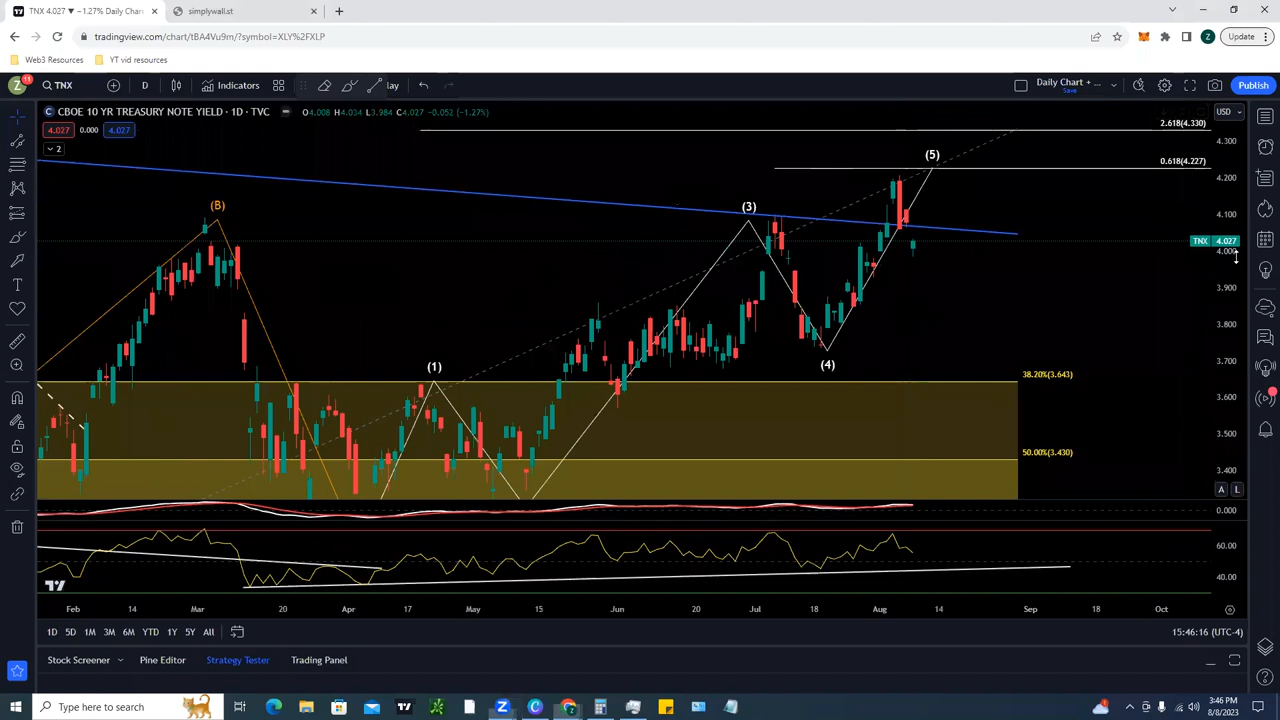 TNX 4.027 ▼ −1.27% Daily Char
simplywall.st
tradingview.com/chart/tBA4Vu9m/?symbol=XLY%2FXLP
Z
Update
Web3 Resources
YT vid resources
Z
11
TNX
D
Indicators
lay
Daily Chart + ...
Save
Publish
CBOE 10 YR TREASURY NOTE YIELD · 1D · TVC
O4.008 H4.034 L3.984 C4.027 −0.052 (−1.27%)
USD
4.027
0.000
4.027
2
2.618(4.330)
4.300
(5)
0.618(4.227)
4.200
(B)
(3)
4.100
TNX 4.027
4.000
3.900
3.800
(1)
(4)
3.700
38.20%(3.643)
3.600
3.500
50.00%(3.430)
3.400
A L
0.000
60.00
40.00
Feb 14 Mar 20 Apr 17 May 15 Jun 20 Jul 18 Aug 14 Sep 18 Oct
1D 5D 1M 3M 6M YTD 1Y 5Y All
15:46:16 (UTC-4)
Stock Screener
Pine Editor
Strategy Tester
Trading Panel
Type here to search
3:46 PM
8/8/2023